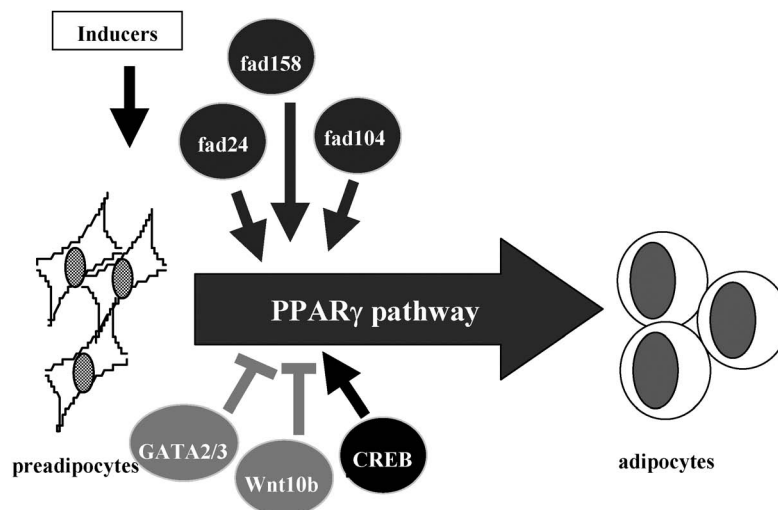 Inducers
fad158
fad24
fad104
PPARγ pathway
GATA2/3
Wnt10b
CREB
preadipocytes
adipocytes